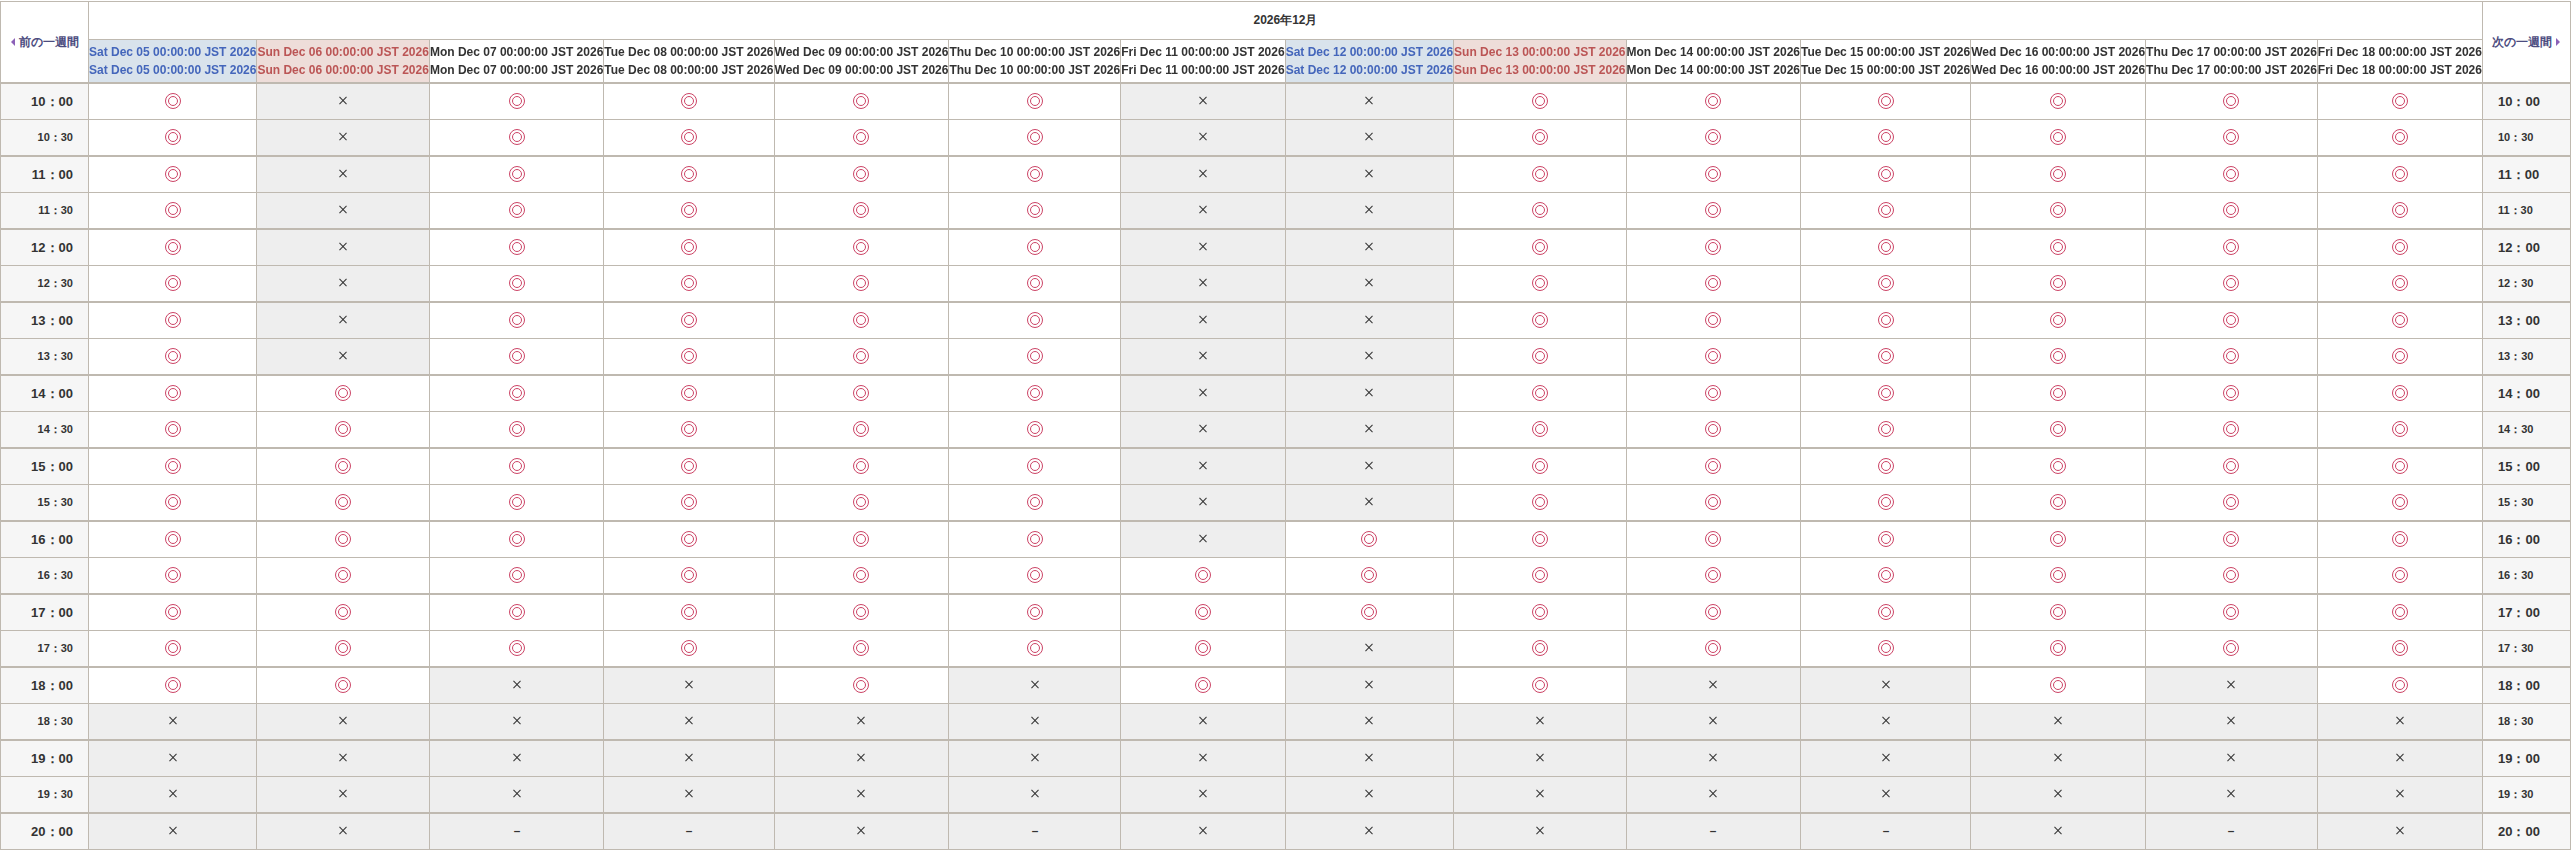 2026年12月
前の一週間 Sat Dec 05 00:00:00 JST 2026 Sun Dec 06 00:00:00 JST 2026 Mon Dec 07 00:00:00 JST 2026 Tue Dec 08 00:00:00 JST 2026 Wed Dec 09 00:00:00 JST 2026 Thu Dec 10 00:00:00 JST 2026 Fri Dec 11 00:00:00 JST 2026 Sat Dec 12 00:00:00 JST 2026 Sun Dec 13 00:00:00 JST 2026 Mon Dec 14 00:00:00 JST 2026 Tue Dec 15 00:00:00 JST 2026 Wed Dec 16 00:00:00 JST 2026 Thu Dec 17 00:00:00 JST 2026 Fri Dec 18 00:00:00 JST 2026 次の一週間
Sat Dec 05 00:00:00 JST 2026 Sun Dec 06 00:00:00 JST 2026 Mon Dec 07 00:00:00 JST 2026 Tue Dec 08 00:00:00 JST 2026 Wed Dec 09 00:00:00 JST 2026 Thu Dec 10 00:00:00 JST 2026 Fri Dec 11 00:00:00 JST 2026 Sat Dec 12 00:00:00 JST 2026 Sun Dec 13 00:00:00 JST 2026 Mon Dec 14 00:00:00 JST 2026 Tue Dec 15 00:00:00 JST 2026 Wed Dec 16 00:00:00 JST 2026 Thu Dec 17 00:00:00 JST 2026 Fri Dec 18 00:00:00 JST 2026
10：00 ◎ × ◎ ◎ ◎ ◎ × × ◎ ◎ ◎ ◎ ◎ ◎ 10：00
10：30 ◎ × ◎ ◎ ◎ ◎ × × ◎ ◎ ◎ ◎ ◎ ◎ 10：30
11：00 ◎ × ◎ ◎ ◎ ◎ × × ◎ ◎ ◎ ◎ ◎ ◎ 11：00
11：30 ◎ × ◎ ◎ ◎ ◎ × × ◎ ◎ ◎ ◎ ◎ ◎ 11：30
12：00 ◎ × ◎ ◎ ◎ ◎ × × ◎ ◎ ◎ ◎ ◎ ◎ 12：00
12：30 ◎ × ◎ ◎ ◎ ◎ × × ◎ ◎ ◎ ◎ ◎ ◎ 12：30
13：00 ◎ × ◎ ◎ ◎ ◎ × × ◎ ◎ ◎ ◎ ◎ ◎ 13：00
13：30 ◎ × ◎ ◎ ◎ ◎ × × ◎ ◎ ◎ ◎ ◎ ◎ 13：30
14：00 ◎ ◎ ◎ ◎ ◎ ◎ × × ◎ ◎ ◎ ◎ ◎ ◎ 14：00
14：30 ◎ ◎ ◎ ◎ ◎ ◎ × × ◎ ◎ ◎ ◎ ◎ ◎ 14：30
15：00 ◎ ◎ ◎ ◎ ◎ ◎ × × ◎ ◎ ◎ ◎ ◎ ◎ 15：00
15：30 ◎ ◎ ◎ ◎ ◎ ◎ × × ◎ ◎ ◎ ◎ ◎ ◎ 15：30
16：00 ◎ ◎ ◎ ◎ ◎ ◎ × ◎ ◎ ◎ ◎ ◎ ◎ ◎ 16：00
16：30 ◎ ◎ ◎ ◎ ◎ ◎ ◎ ◎ ◎ ◎ ◎ ◎ ◎ ◎ 16：30
17：00 ◎ ◎ ◎ ◎ ◎ ◎ ◎ ◎ ◎ ◎ ◎ ◎ ◎ ◎ 17：00
17：30 ◎ ◎ ◎ ◎ ◎ ◎ ◎ × ◎ ◎ ◎ ◎ ◎ ◎ 17：30
18：00 ◎ ◎ × × ◎ × ◎ × ◎ × × ◎ × ◎ 18：00
18：30 × × × × × × × × × × × × × × 18：30
19：00 × × × × × × × × × × × × × × 19：00
19：30 × × × × × × × × × × × × × × 19：30
20：00 × × － － × － × × × － － × － × 20：00